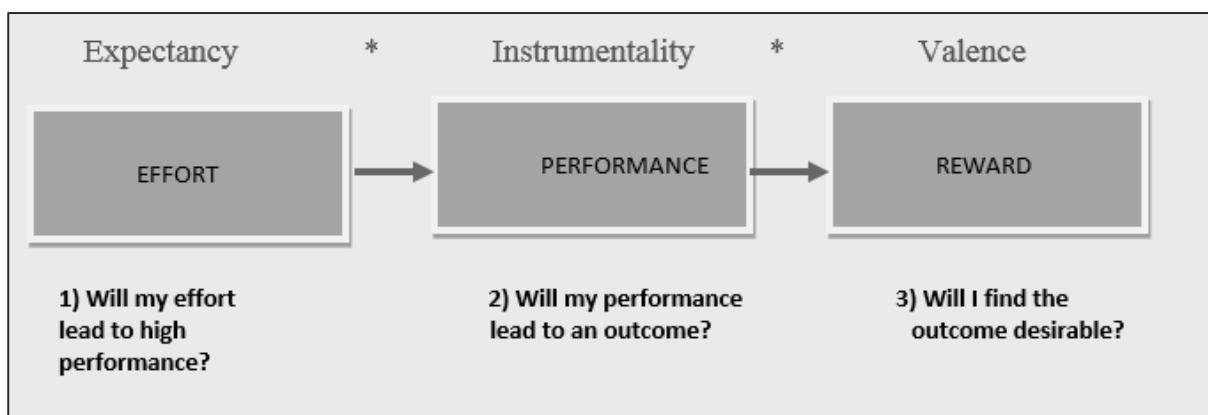 Expectancy * Instrumentality * Valence
EFFORT
PERFORMANCE
REWARD
1) Will my effort
lead to high
performance?
2) Will my performance
lead to an outcome?
3) Will I find the
outcome desirable?